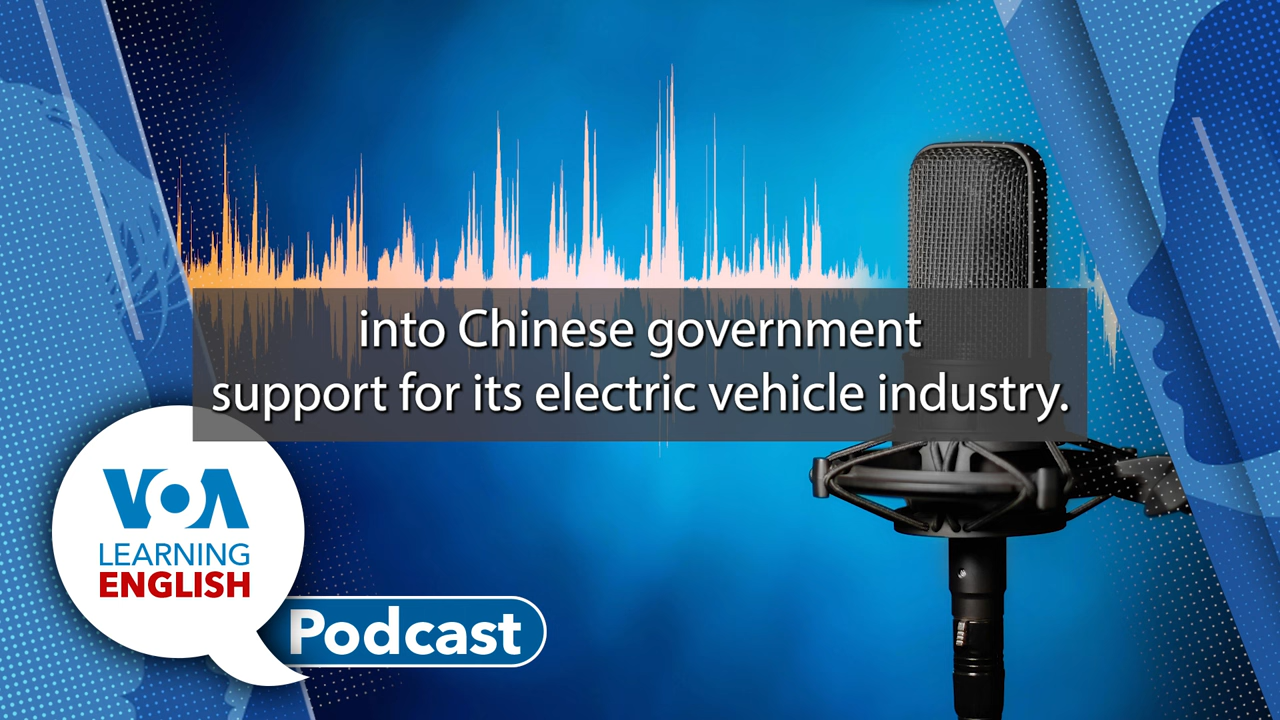 into Chinese government
support for its electric vehicle industry.
VOA
LEARNING
ENGLISH
Podcast